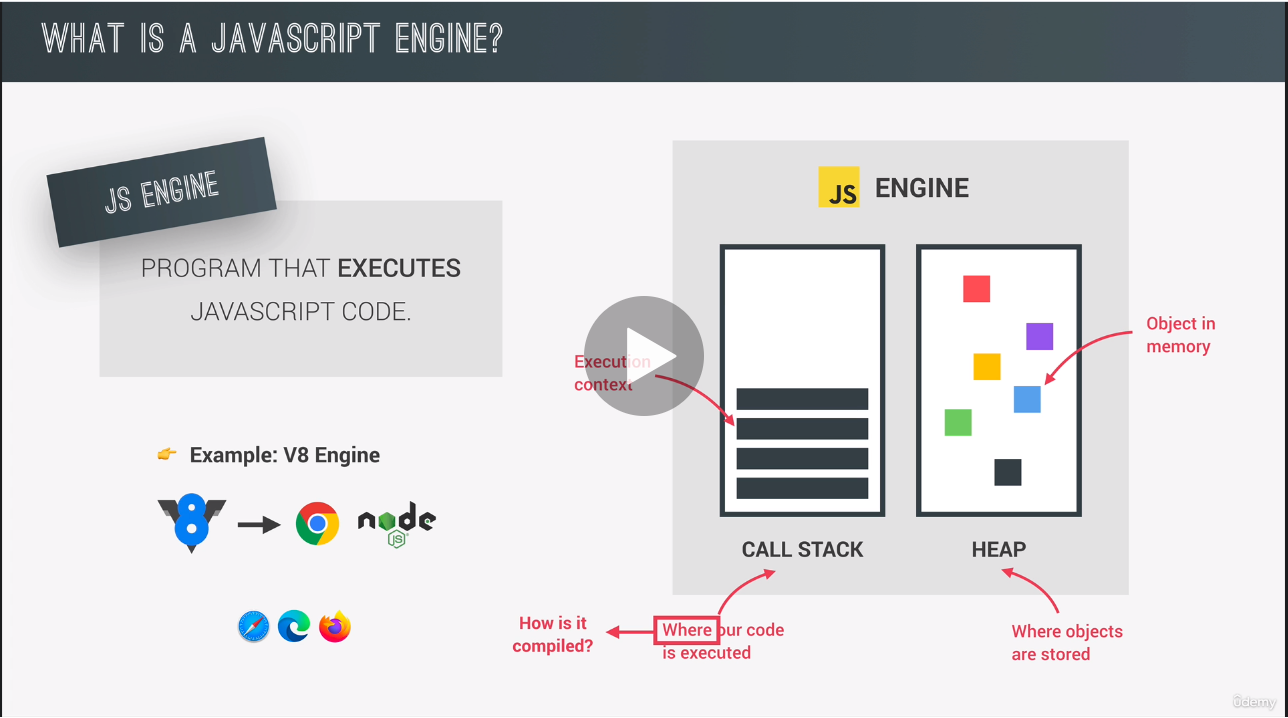 WHAT IS A JAVASCRIPT ENGINE?
JS ENGINE
PROGRAM THAT EXECUTES
JAVASCRIPT CODE.
👉 Example: V8 Engine
V8
node
JS
JS ENGINE
Execution
context
Object in
memory
CALL STACK
HEAP
How is it
compiled?
Where our code
is executed
Where objects
are stored
ûdemy